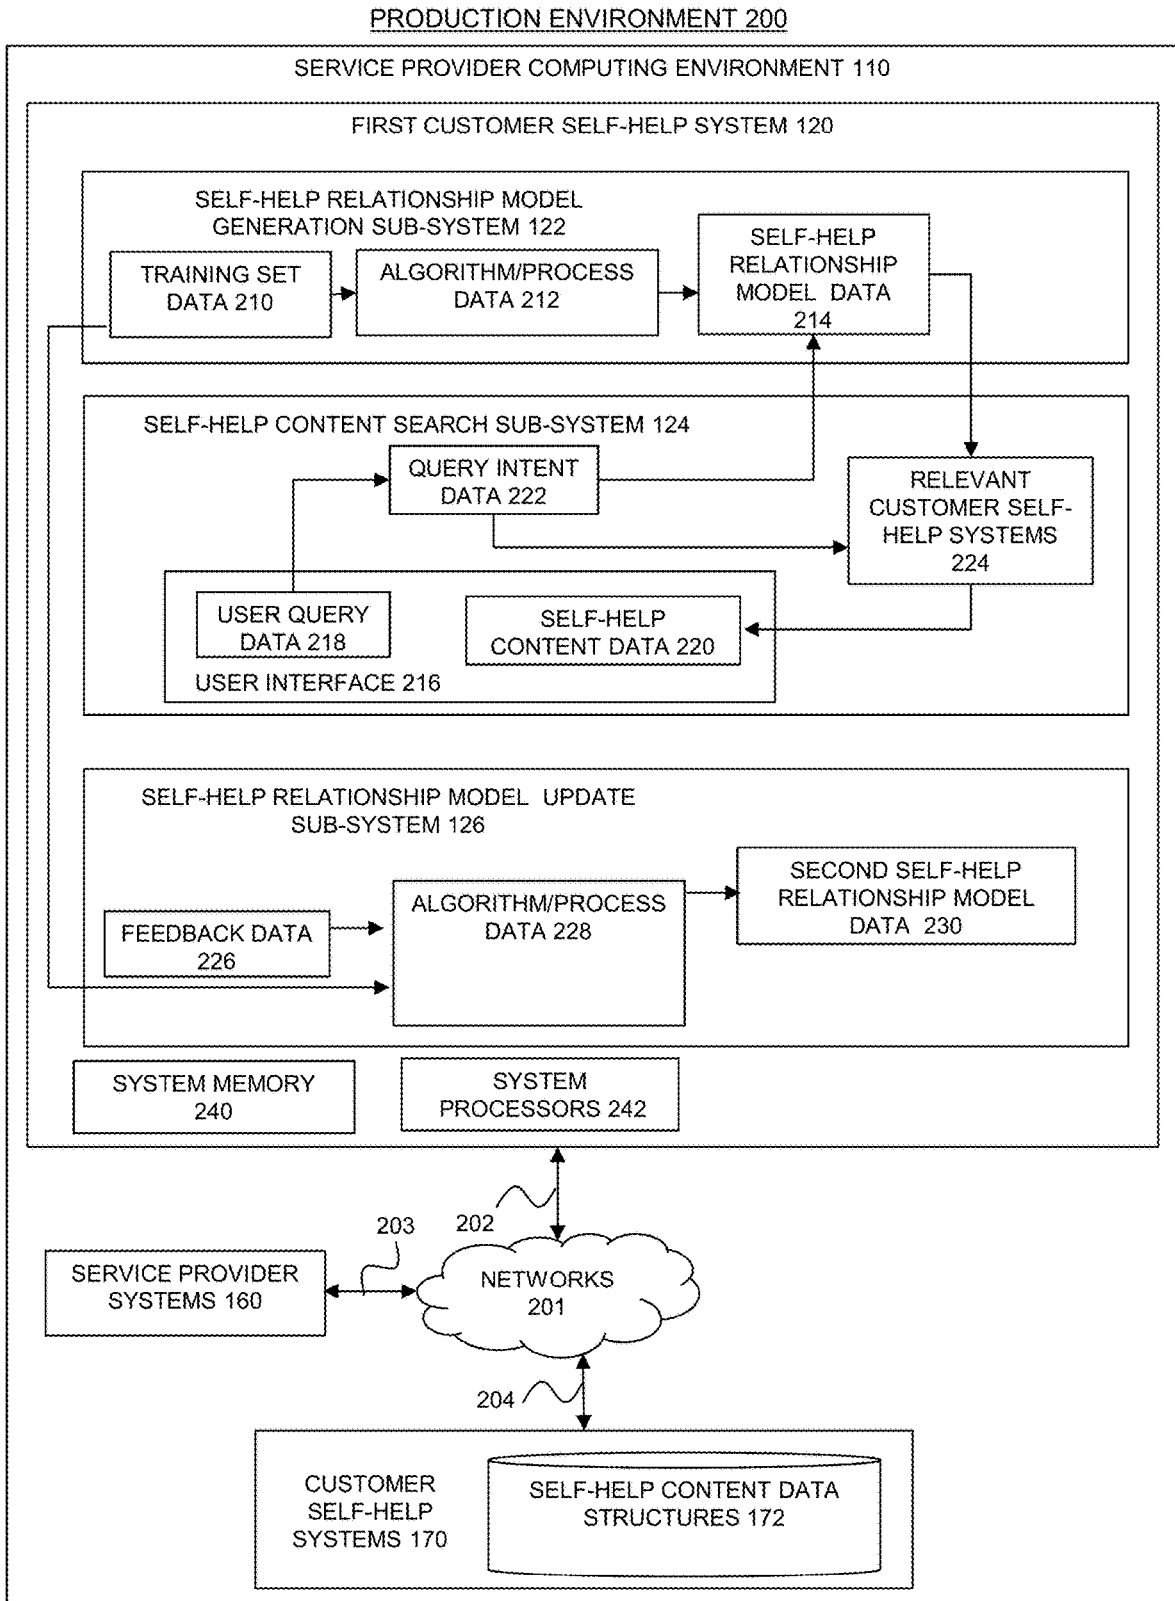 PRODUCTION ENVIRONMENT 200
SERVICE PROVIDER COMPUTING ENVIRONMENT 110
FIRST CUSTOMER SELF-HELP SYSTEM 120
SELF-HELP RELATIONSHIP MODEL
GENERATION SUB-SYSTEM 122
TRAINING SET
DATA 210
ALGORITHM/PROCESS
DATA 212
SELF-HELP
RELATIONSHIP
MODEL DATA
214
SELF-HELP CONTENT SEARCH SUB-SYSTEM 124
QUERY INTENT
DATA 222
RELEVANT
CUSTOMER SELF-
HELP SYSTEMS
224
USER QUERY
DATA 218
SELF-HELP
CONTENT DATA 220
USER INTERFACE 216
SELF-HELP RELATIONSHIP MODEL UPDATE
SUB-SYSTEM 126
FEEDBACK DATA
226
ALGORITHM/PROCESS
DATA 228
SECOND SELF-HELP
RELATIONSHIP MODEL
DATA 230
SYSTEM MEMORY
240
SYSTEM
PROCESSORS 242
202
203
SERVICE PROVIDER
SYSTEMS 160
NETWORKS
201
204
CUSTOMER
SELF-HELP
SYSTEMS 170
SELF-HELP CONTENT DATA
STRUCTURES 172